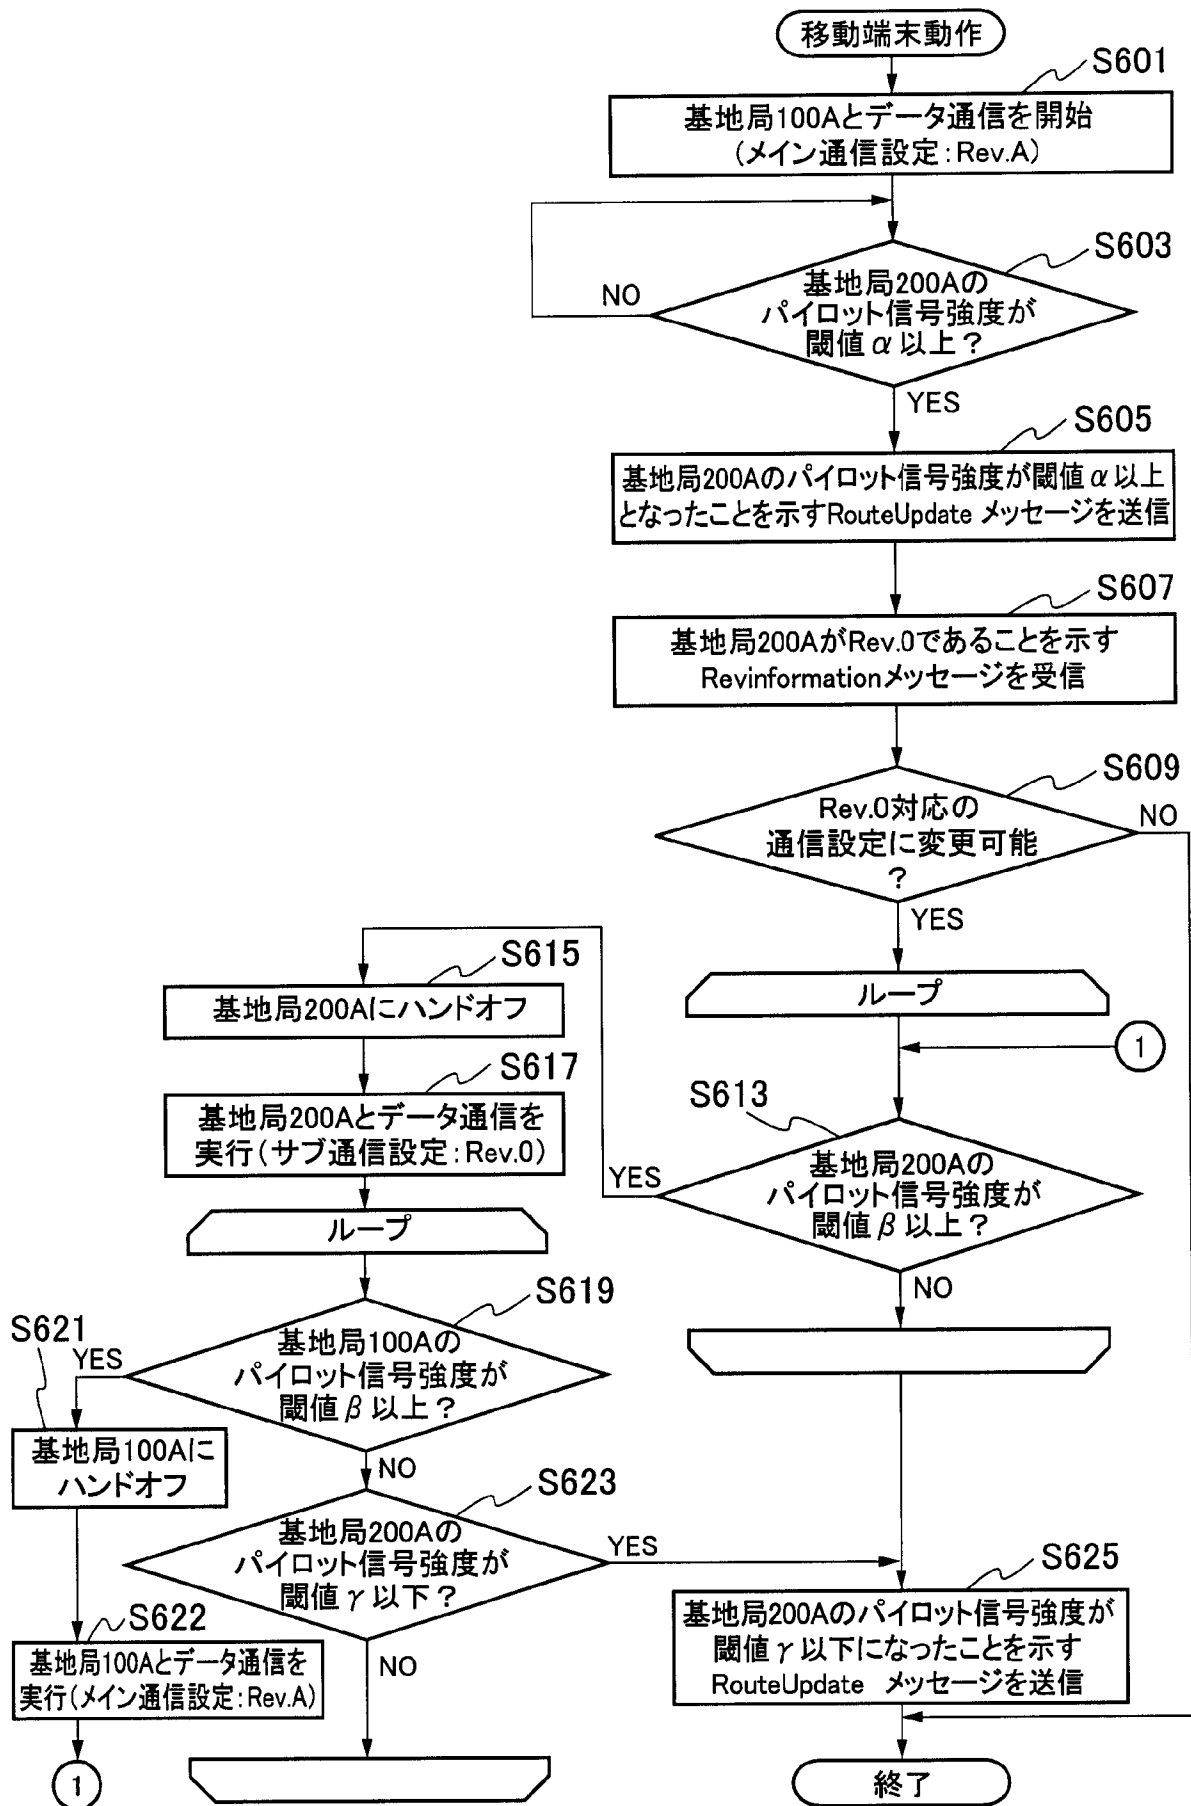 移動端末動作
S601
基地局100Aとデータ通信を開始
(メイン通信設定:Rev.A)
S603
基地局200Aの
パイロット信号強度が
閾値α以上?
NO
YES
S605
基地局200Aのパイロット信号強度が閾値α以上
となったことを示すRouteUpdate メッセージを送信
S607
基地局200AがRev.0であることを示す
Revinformationメッセージを受信
S609
Rev.0対応の
通信設定に変更可能
?
NO
YES
ループ
1
S613
基地局200Aの
パイロット信号強度が
閾値β以上?
YES
NO
S615
基地局200Aにハンドオフ
S617
基地局200Aとデータ通信を
実行(サブ通信設定:Rev.0)
ループ
S619
基地局100Aの
パイロット信号強度が
閾値β以上?
YES
NO
S621
基地局100Aに
ハンドオフ
S622
基地局100Aとデータ通信を
実行(メイン通信設定:Rev.A)
1
S623
基地局200Aの
パイロット信号強度が
閾値γ以下?
YES
NO
S625
基地局200Aのパイロット信号強度が
閾値γ以下になったことを示す
RouteUpdate メッセージを送信
終了